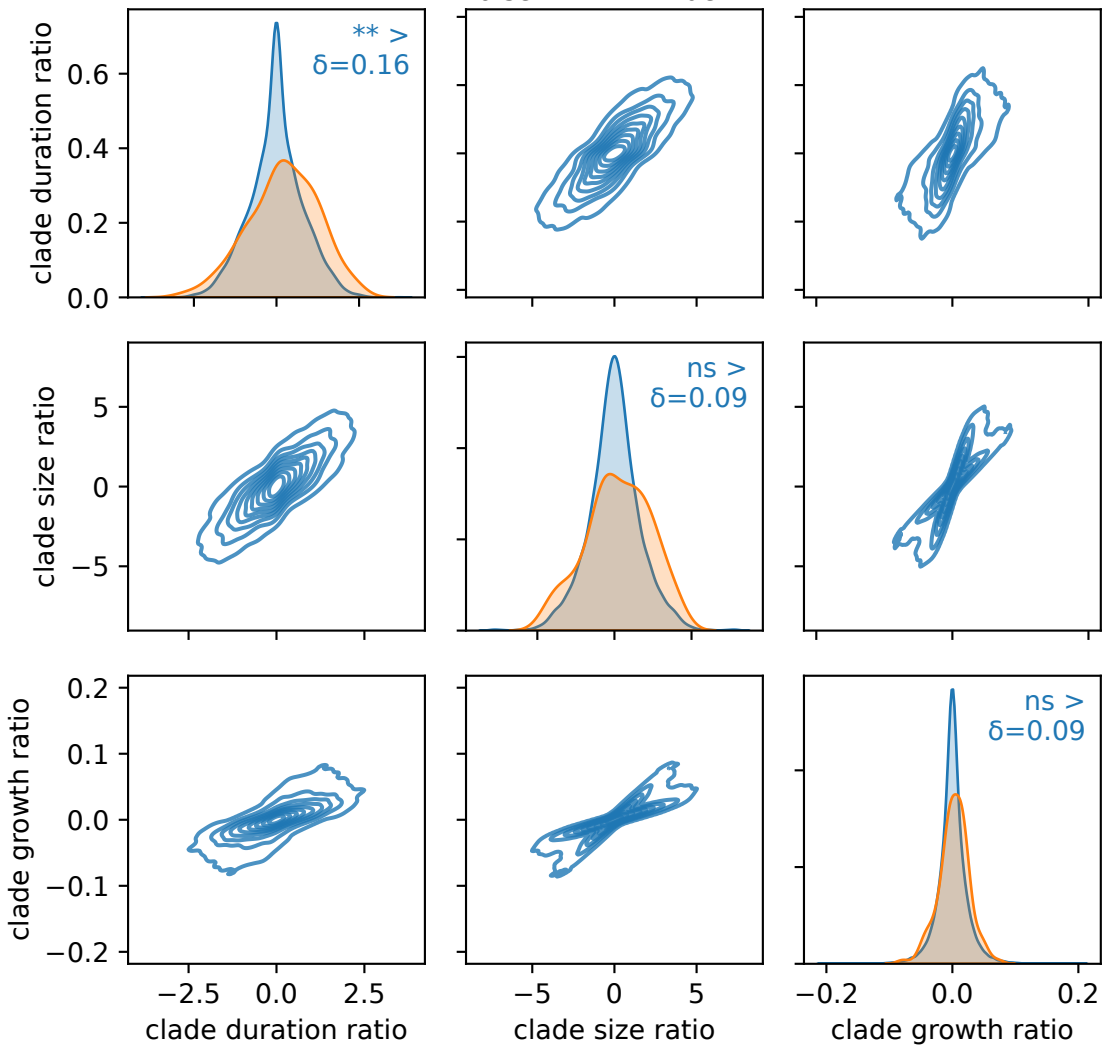 clade duration ratio
0.6
0.4
0.2
0.0
** >
δ=0.16
clade size ratio
5
0
−5
ns >
δ=0.09
clade growth ratio
0.2
0.1
0.0
−0.1
−0.2
ns >
δ=0.09
−2.5 0.0 2.5
−5 0 5
−0.2 0.0 0.2
clade duration ratio
clade size ratio
clade growth ratio